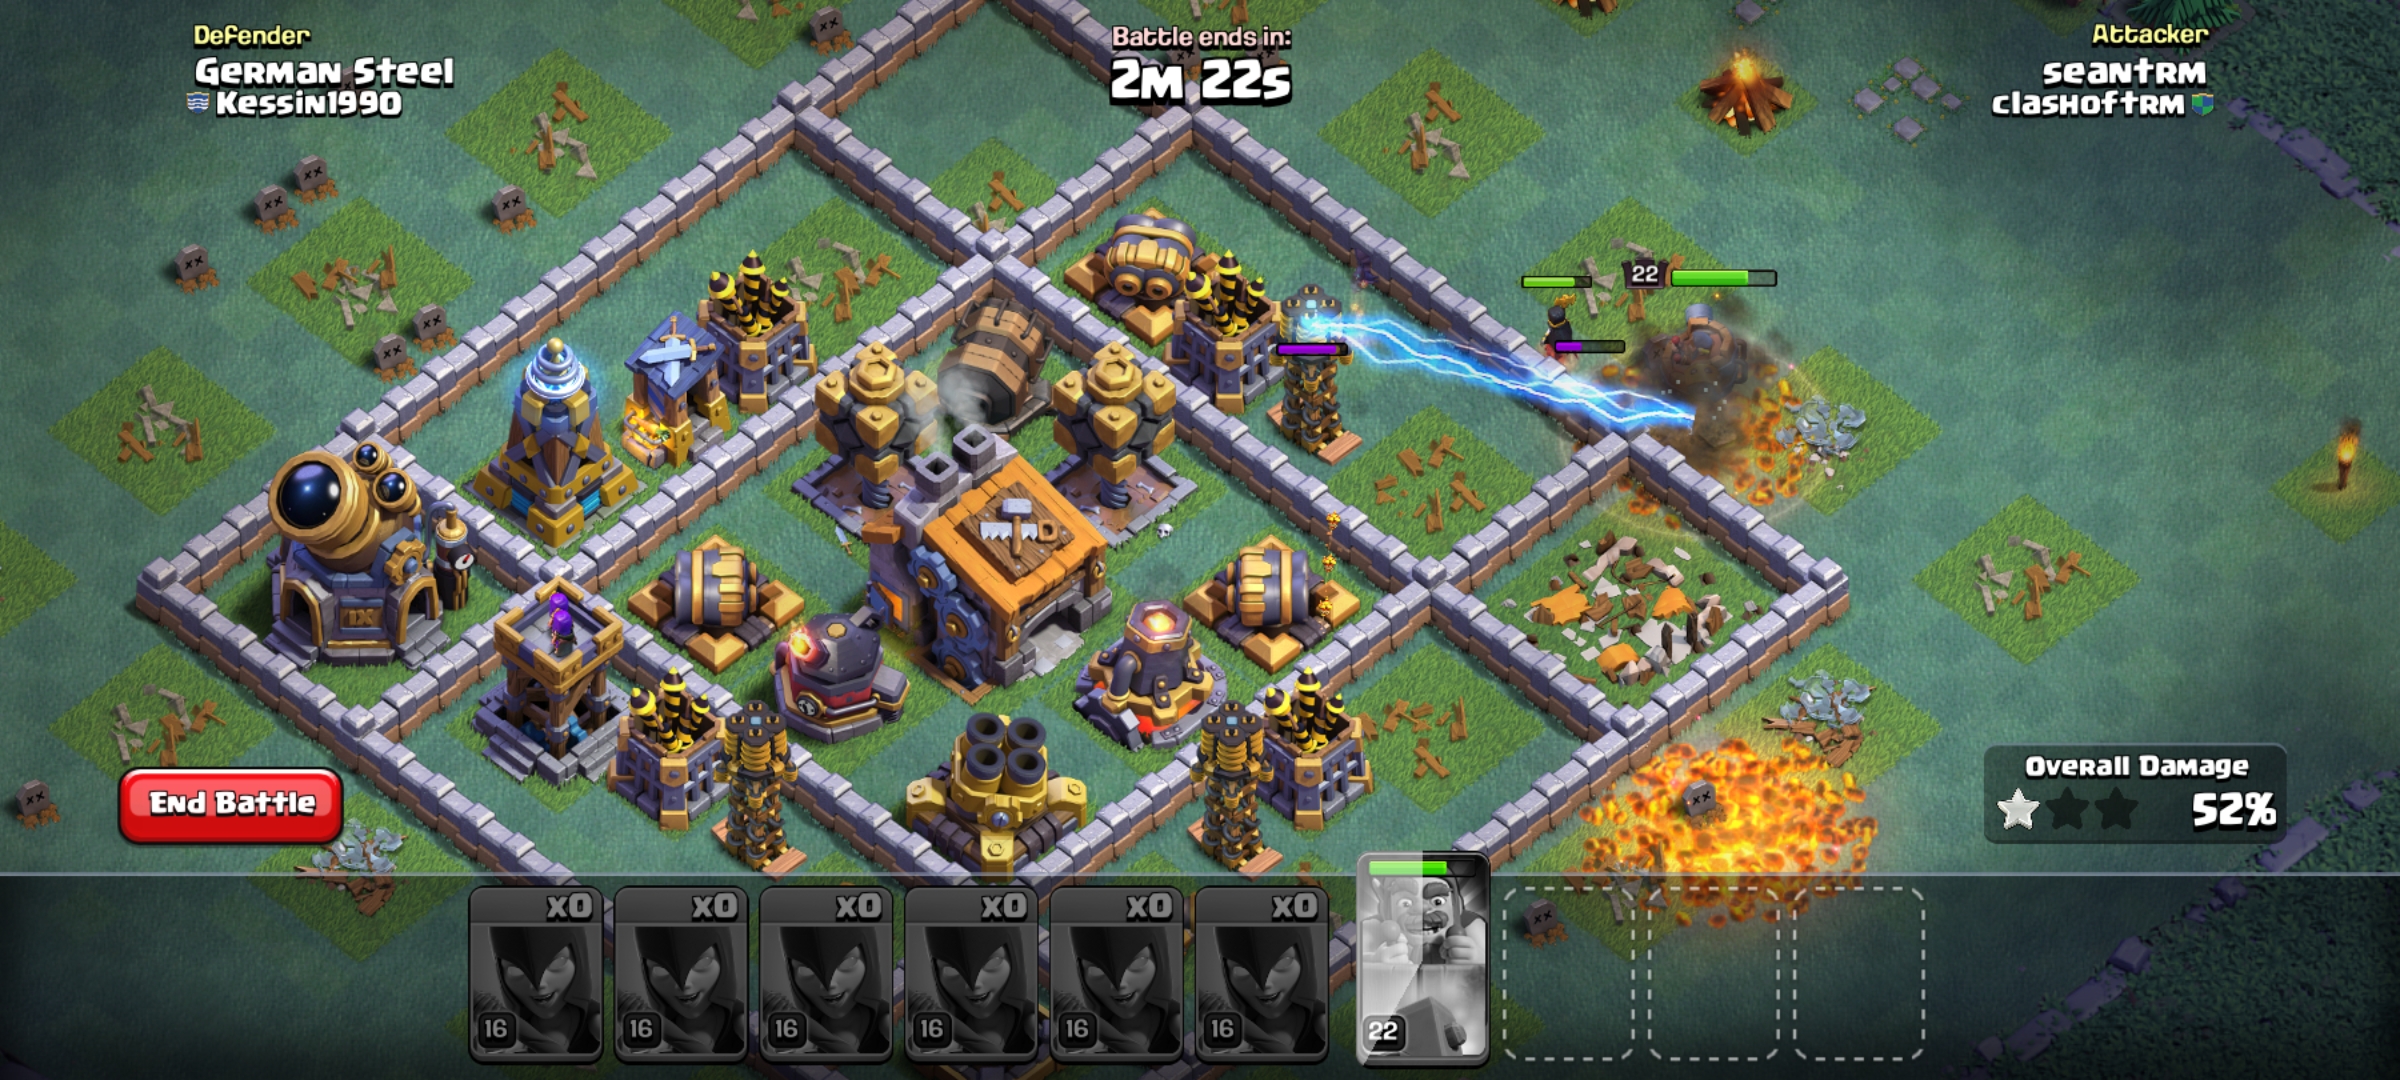 Defender
German Steel
Kessin1990
Battle ends in:
2M 22s
Attacker
seantrm
clashoftrm
22
IX
End Battle
Overall Damage
52%
x0
x0
x0
x0
x0
x0
16
16
16
16
16
16
22